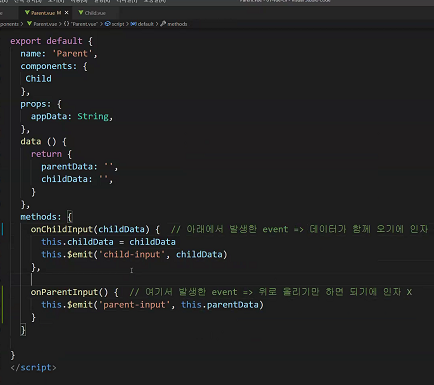 Parent.vue M
Child.vue
Parent.vue > {} "Parent.vue" > script > default > methods
export default {
name: 'Parent',
components: {
Child
},
props: {
appData: String,
},
data () {
return {
parentData: '',
childData: '',
}
},
methods: {
onChildInput(childData) { // 아래에서 발생한 event => 데이터가 함께 오기에 인자
this.childData = childData
this.$emit('child-input', childData)
},
onParentInput() { // 여기서 발생한 event => 위로 올리기만 하면 되기에 인자 X
this.$emit('parent-input', this.parentData)
}
}
}
</script>